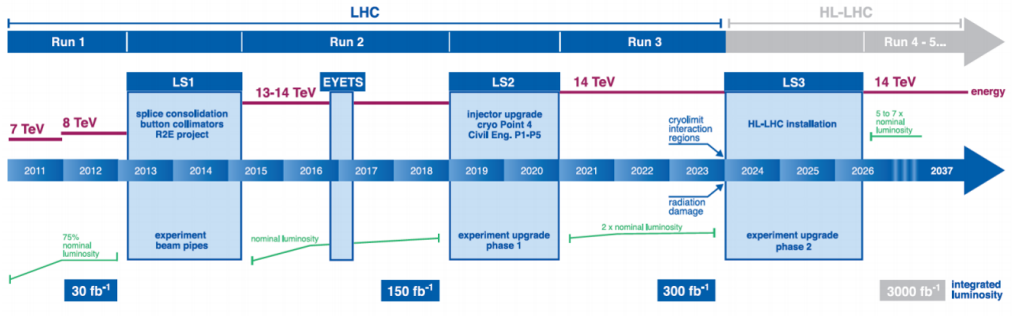 LHC
HL-LHC
Run 1
Run 2
Run 3
Run 4 - 5...
LS1
EYETS
LS2
LS3
13-14 TeV
14 TeV
14 TeV
energy
7 TeV
8 TeV
splice consolidation
button collimators
R2E project
injector upgrade
cryo Point 4
Civil Eng. P1-P5
cryolimit
interaction
regions
HL-LHC installation
5 to 7 x
nominal
luminosity
2011 2012 2013 2014 2015 2016 2017 2018 2019 2020 2021 2022 2023 2024 2025 2026 2037
radiation
damage
75%
nominal
luminosity
experiment
beam pipes
nominal luminosity
experiment upgrade
phase 1
2 x nominal luminosity
experiment upgrade
phase 2
30 fb⁻¹
150 fb⁻¹
300 fb⁻¹
3000 fb⁻¹
integrated
luminosity